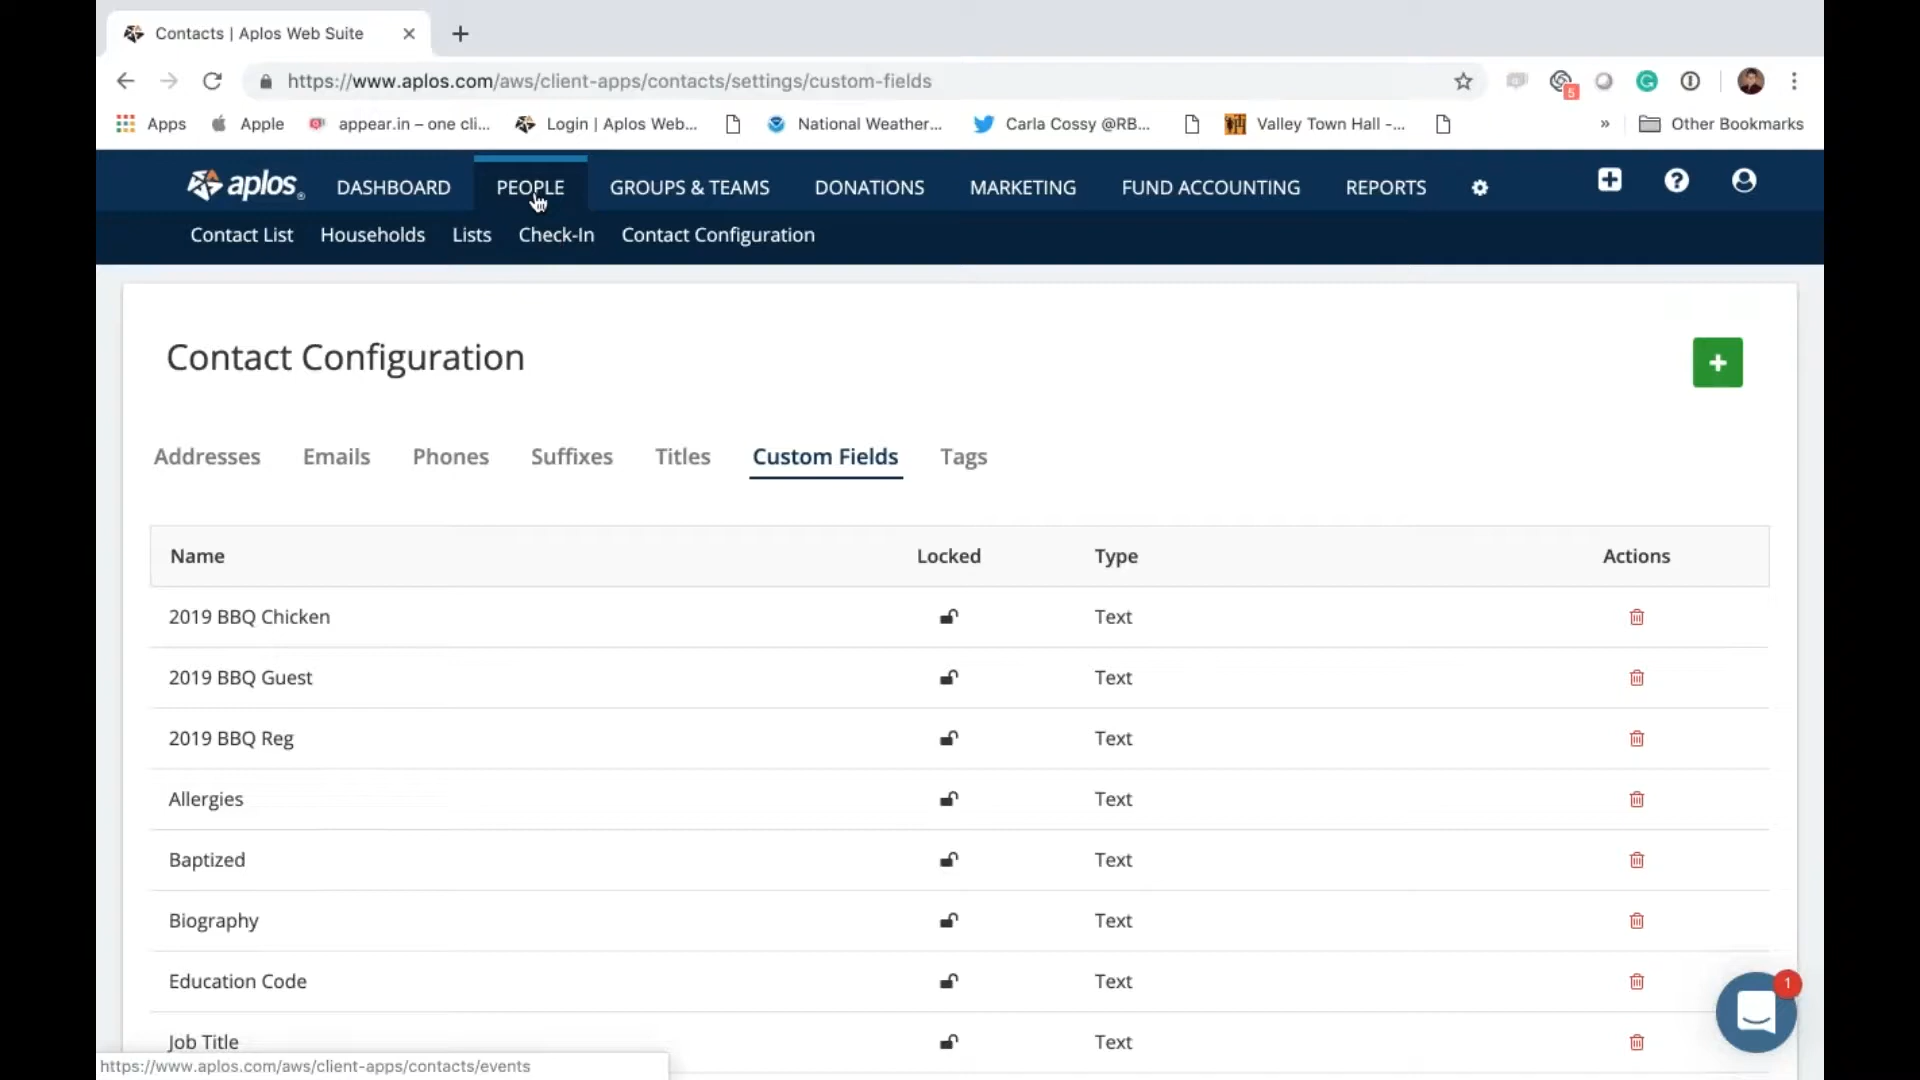 Contacts | Aplos Web Suite
https://www.aplos.com/aws/client-apps/contacts/settings/custom-fields
5
Apps Apple appear.in – one cli... Login | Aplos Web... National Weather... Carla Cossy @RB... Valley Town Hall -... » Other Bookmarks
aplos DASHBOARD PEOPLE GROUPS & TEAMS DONATIONS MARKETING FUND ACCOUNTING REPORTS
Contact List Households Lists Check-In Contact Configuration
Contact Configuration
Addresses Emails Phones Suffixes Titles Custom Fields Tags
Name Locked Type Actions
2019 BBQ Chicken Text
2019 BBQ Guest Text
2019 BBQ Reg Text
Allergies Text
Baptized Text
Biography Text
Education Code Text
1
Job Title Text
https://www.aplos.com/aws/client-apps/contacts/events